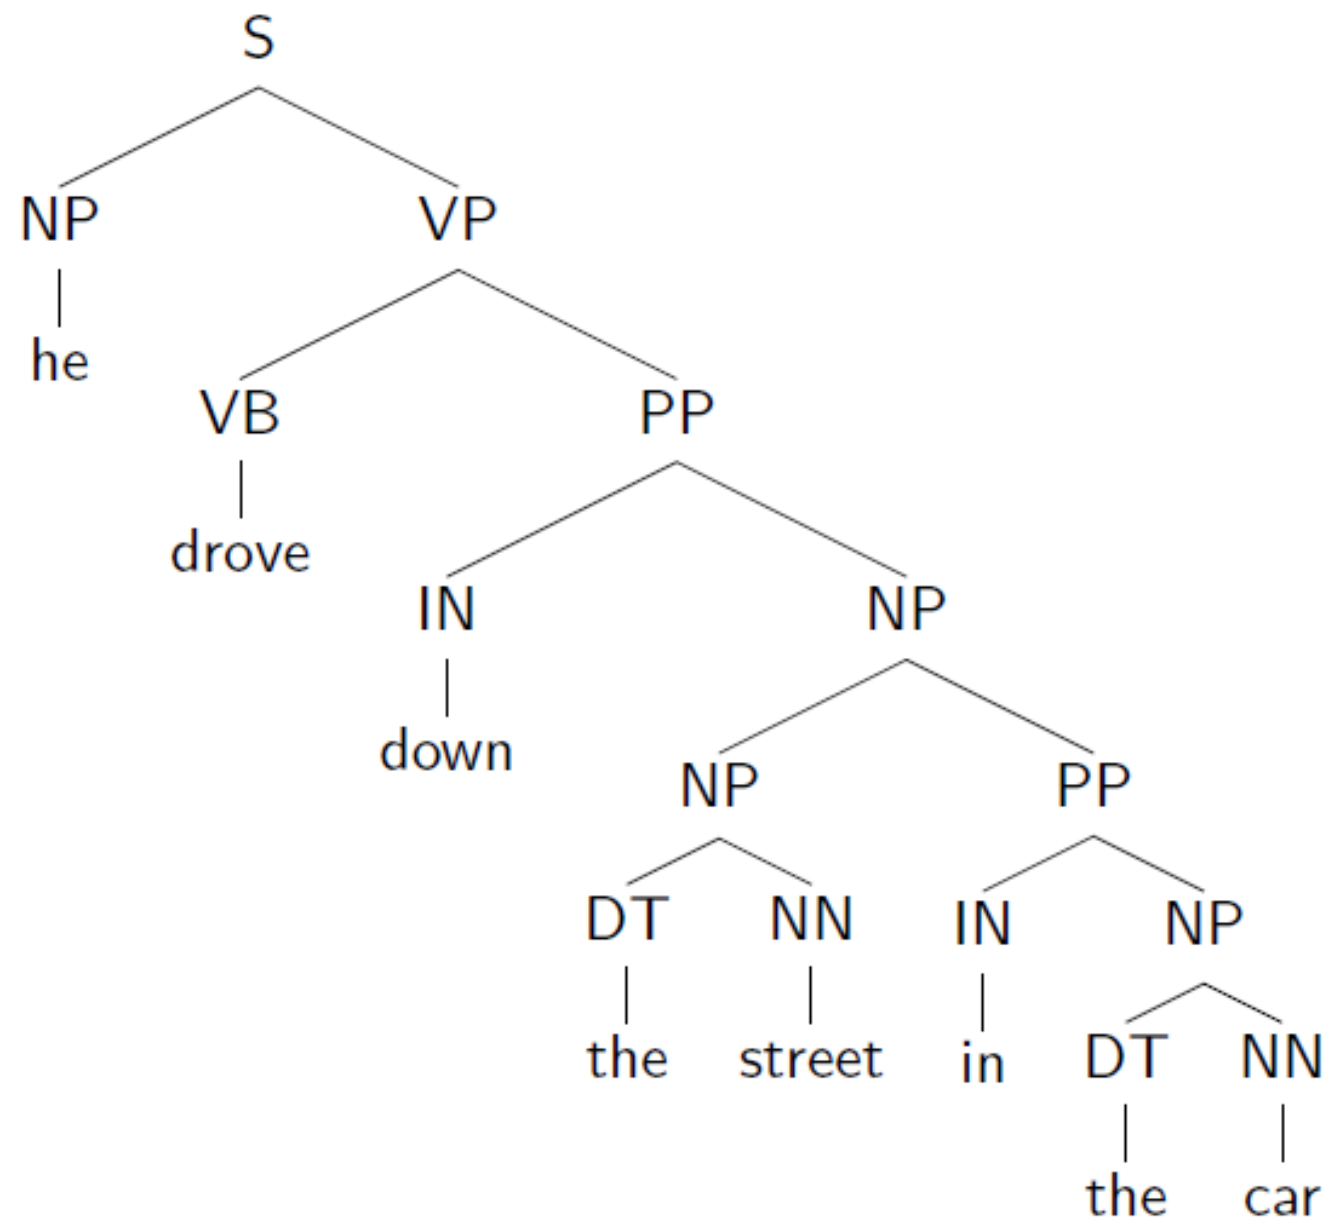 S
NP VP
he
VB PP
drove
IN NP
down
NP PP
DT NN IN NP
the street in DT NN
the car